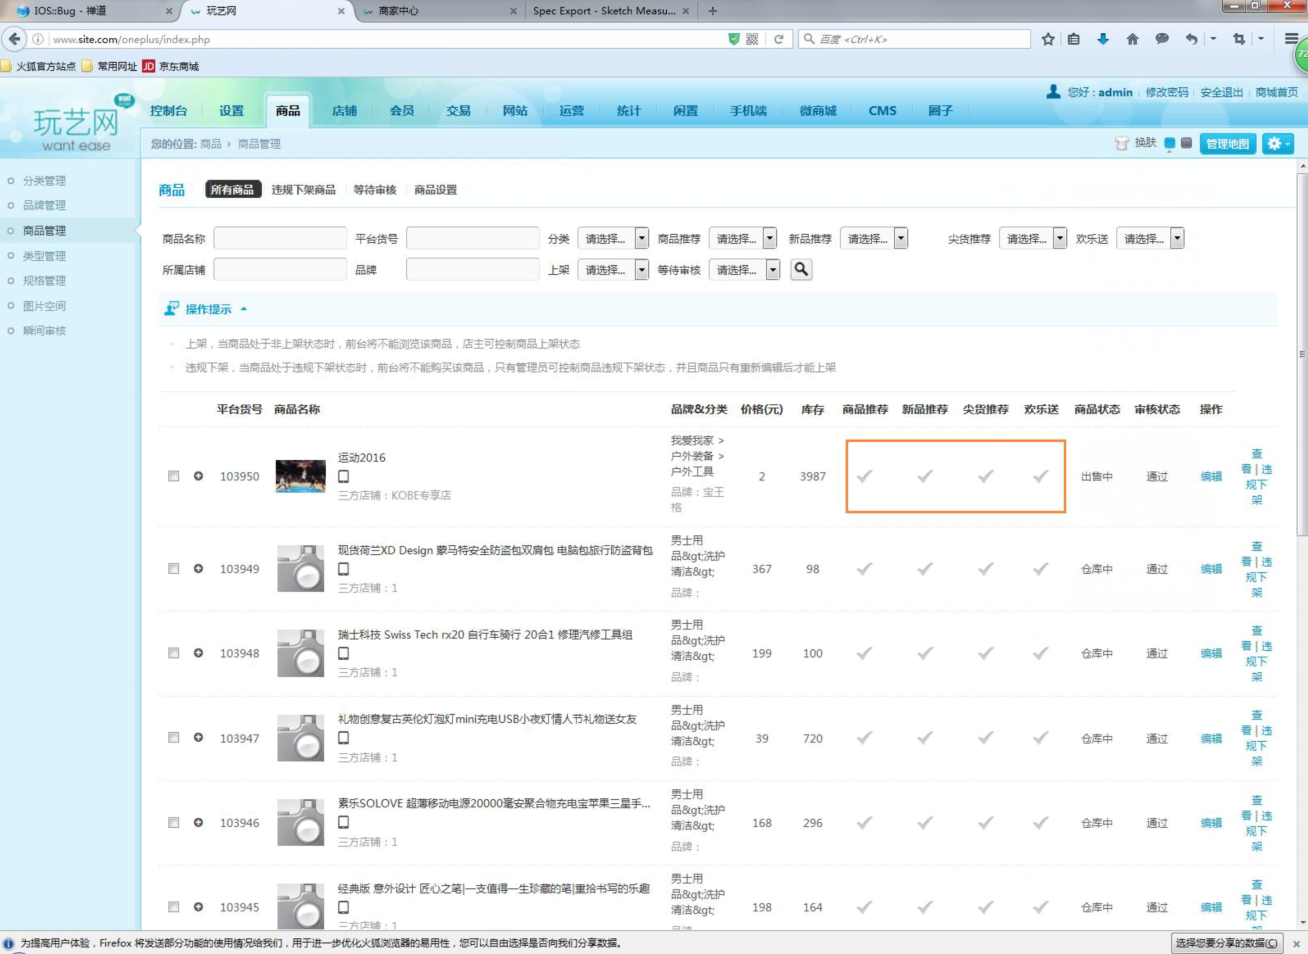 IOS::Bug - 禅道
玩艺网
商家中心
Spec Export - Sketch Measu...
www.site.com/oneplus/index.php
百度 <Ctrl+K>
72
火狐官方站点 常用网址 JD 京东商城
玩艺网
want ease
控制台 设置 商品 店铺 会员 交易 网站 运营 统计 闲置 手机端 微商城 CMS 圈子
您好：admin 修改密码 安全退出 商城首页
您的位置: 商品 › 商品管理
换肤 管理地图
分类管理
品牌管理
商品管理
类型管理
规格管理
图片空间
瞬间审核
商品 所有商品 违规下架商品 等待审核 商品设置
商品名称 平台货号 分类 请选择... 商品推荐 请选择... 新品推荐 请选择... 尖货推荐 请选择... 欢乐送 请选择...
所属店铺 品牌 上架 请选择... 等待审核 请选择...
操作提示
上架，当商品处于非上架状态时，前台将不能浏览该商品，店主可控制商品上架状态
违规下架，当商品处于违规下架状态时，前台将不能购买该商品，只有管理员可控制商品违规下架状态，并且商品只有重新编辑后才能上架
平台货号 商品名称 品牌&分类 价格(元) 库存 商品推荐 新品推荐 尖货推荐 欢乐送 商品状态 审核状态 操作
103950
运动2016
三方店铺：KOBE专享店
我爱我家 >
户外装备 >
户外工具
品牌：宝王
格
2 3987 出售中 通过 编辑
查
看 | 违
规下
架
103949
现货荷兰XD Design 蒙马特安全防盗包双肩包 电脑包旅行防盗背包
三方店铺：1
男士用
品&gt;洗护
清洁&gt;
品牌：
367 98 仓库中 通过 编辑
查
看 | 违
规下
架
103948
瑞士科技 Swiss Tech rx20 自行车骑行 20合1 修理汽修工具组
三方店铺：1
男士用
品&gt;洗护
清洁&gt;
品牌：
199 100 仓库中 通过 编辑
查
看 | 违
规下
架
103947
礼物创意复古英伦灯泡灯mini充电USB小夜灯情人节礼物送女友
三方店铺：1
男士用
品&gt;洗护
清洁&gt;
品牌：
39 720 仓库中 通过 编辑
查
看 | 违
规下
架
103946
素乐SOLOVE 超薄移动电源20000毫安聚合物充电宝苹果三星手...
三方店铺：1
男士用
品&gt;洗护
清洁&gt;
品牌：
168 296 仓库中 通过 编辑
查
看 | 违
规下
架
103945
经典版 意外设计 匠心之笔|一支值得一生珍藏的笔|重拾书写的乐趣
三方店铺：1
男士用
品&gt;洗护
清洁&gt;
198 164 仓库中 通过 编辑
查
看 | 违
规下
为提高用户体验，Firefox 将发送部分功能的使用情况给我们，用于进一步优化火狐浏览器的易用性，您可以自由选择是否向我们分享数据。
选择您要分享的数据(C)